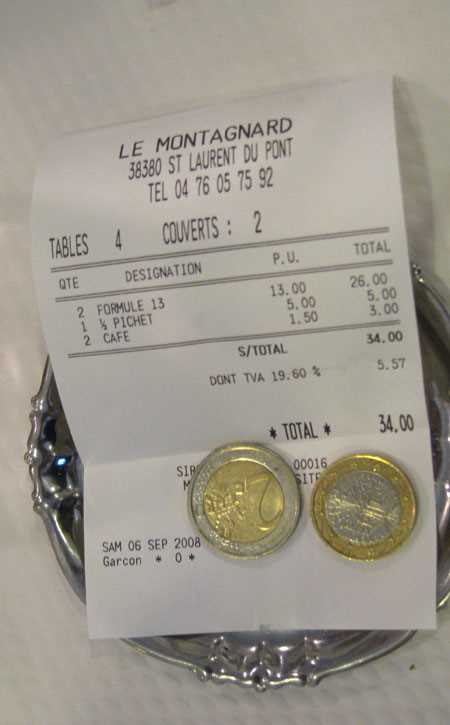 LE MONTAGNARD
38380 ST LAURENT DU PONT
TEL 04 76 05 75 92
TABLES 4 COUVERTS : 2
QTE DESIGNATION P.U. TOTAL
2 FORMULE 13 13.00 26.00
1 ½ PICHET 5.00 5.00
2 CAFE 1.50 3.00
S/TOTAL 34.00
DONT TVA 19.60 % 5.57
* TOTAL * 34.00
00016
2
SAM 06 SEP 2008
Garcon * 0 *